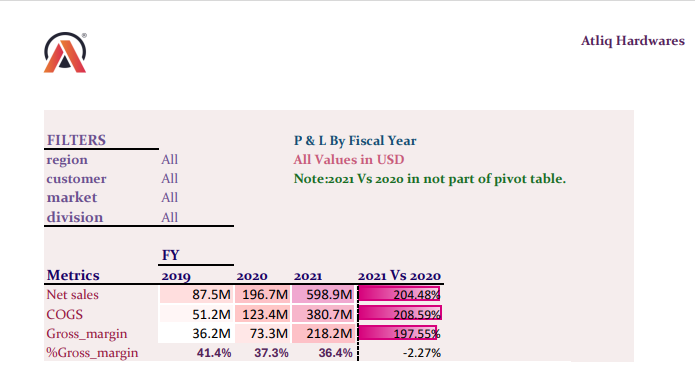 ®
Atliq Hardwares
FILTERS P & L By Fiscal Year
region All All Values in USD
customer All Note:2021 Vs 2020 in not part of pivot table.
market All
division All
FY
Metrics 2019 2020 2021 2021 Vs 2020
Net sales 87.5M 196.7M 598.9M 204.48%
COGS 51.2M 123.4M 380.7M 208.59%
Gross_margin 36.2M 73.3M 218.2M 197.55%
%Gross_margin 41.4% 37.3% 36.4% -2.27%